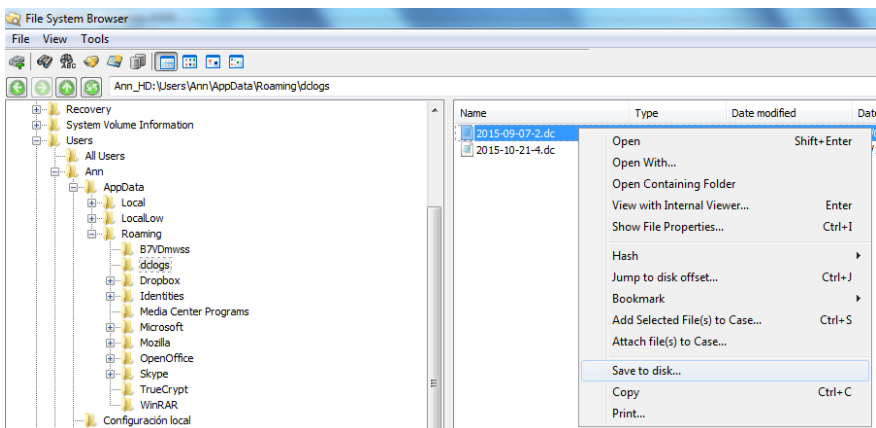 File System Browser
File View Tools
Ann_HD:\Users\Ann\AppData\Roaming\dclogs
Recovery
System Volume Information
Users
All Users
Ann
AppData
Local
LocalLow
Roaming
B7VDmwss
dclogs
Dropbox
Identities
Media Center Programs
Microsoft
Mozilla
OpenOffice
Skype
TrueCrypt
WinRAR
Configuración local
Name Type Date modified Date
2015-09-07-2.dc
2015-10-21-4.dc
Open Shift+Enter
Open With...
Open Containing Folder
View with Internal Viewer... Enter
Show File Properties... Ctrl+I
Hash
Jump to disk offset... Ctrl+J
Bookmark
Add Selected File(s) to Case... Ctrl+S
Attach file(s) to Case...
Save to disk...
Copy Ctrl+C
Print...